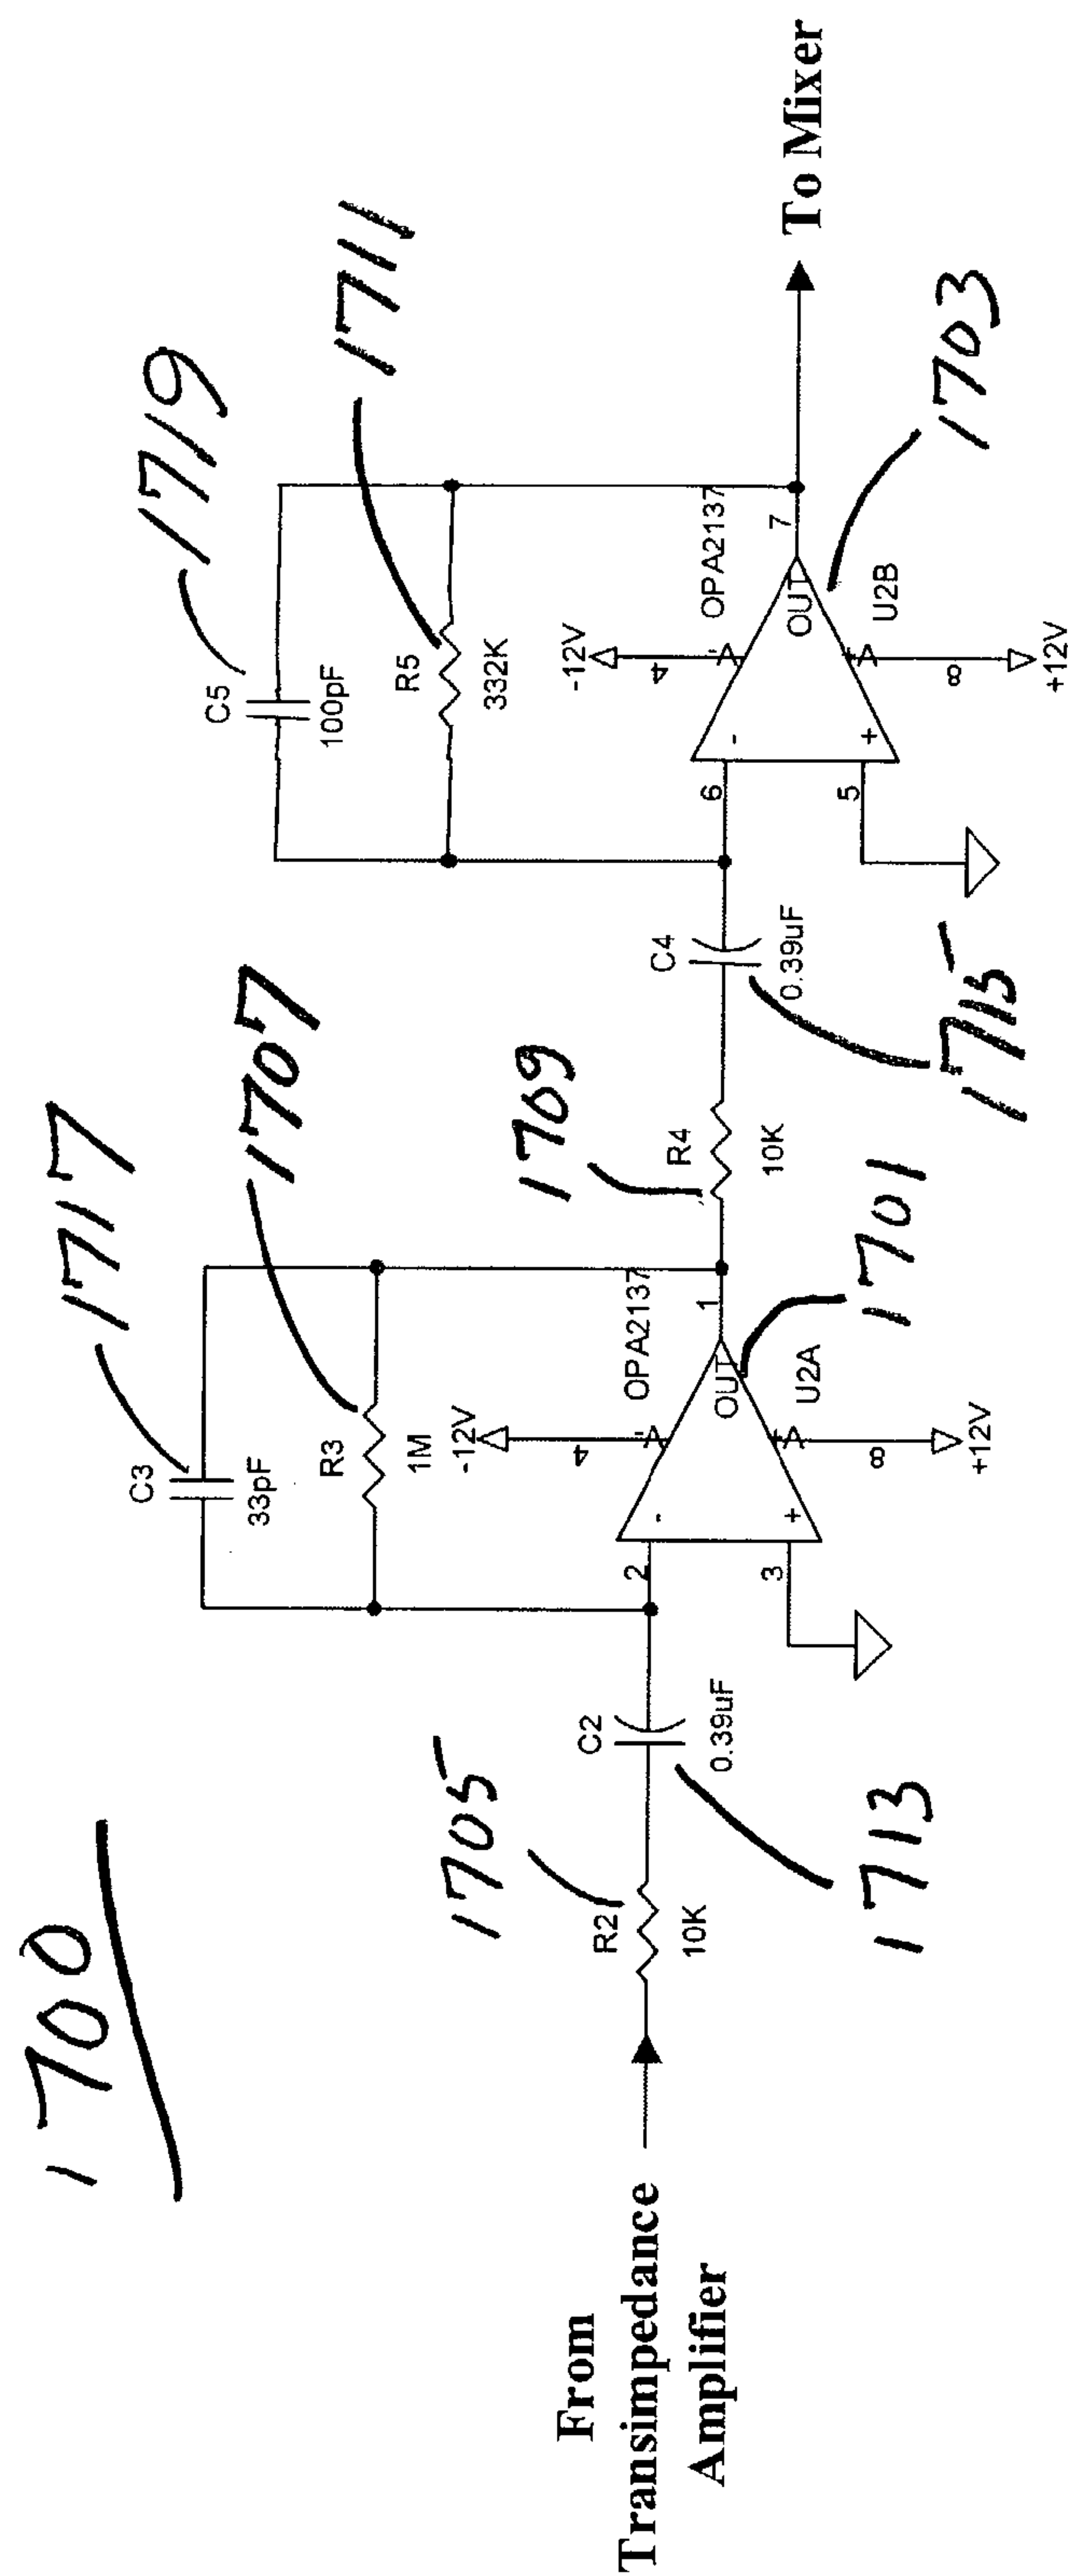 1700
From
Transimpedance
Amplifier
1705
R2
10K
C2
0.39uF
1713
1717
C3
33pF
1707
R3
1M
-12V
4
OPA2137
V-
2
-
3
+
OUT
1
U2A
V+
8
+12V
1701
1709
R4
10K
C4
0.39uF
1715
1719
C5
100pF
1711
R5
332K
-12V
4
OPA2137
V-
6
-
5
+
OUT
7
U2B
V+
8
+12V
1703
To Mixer